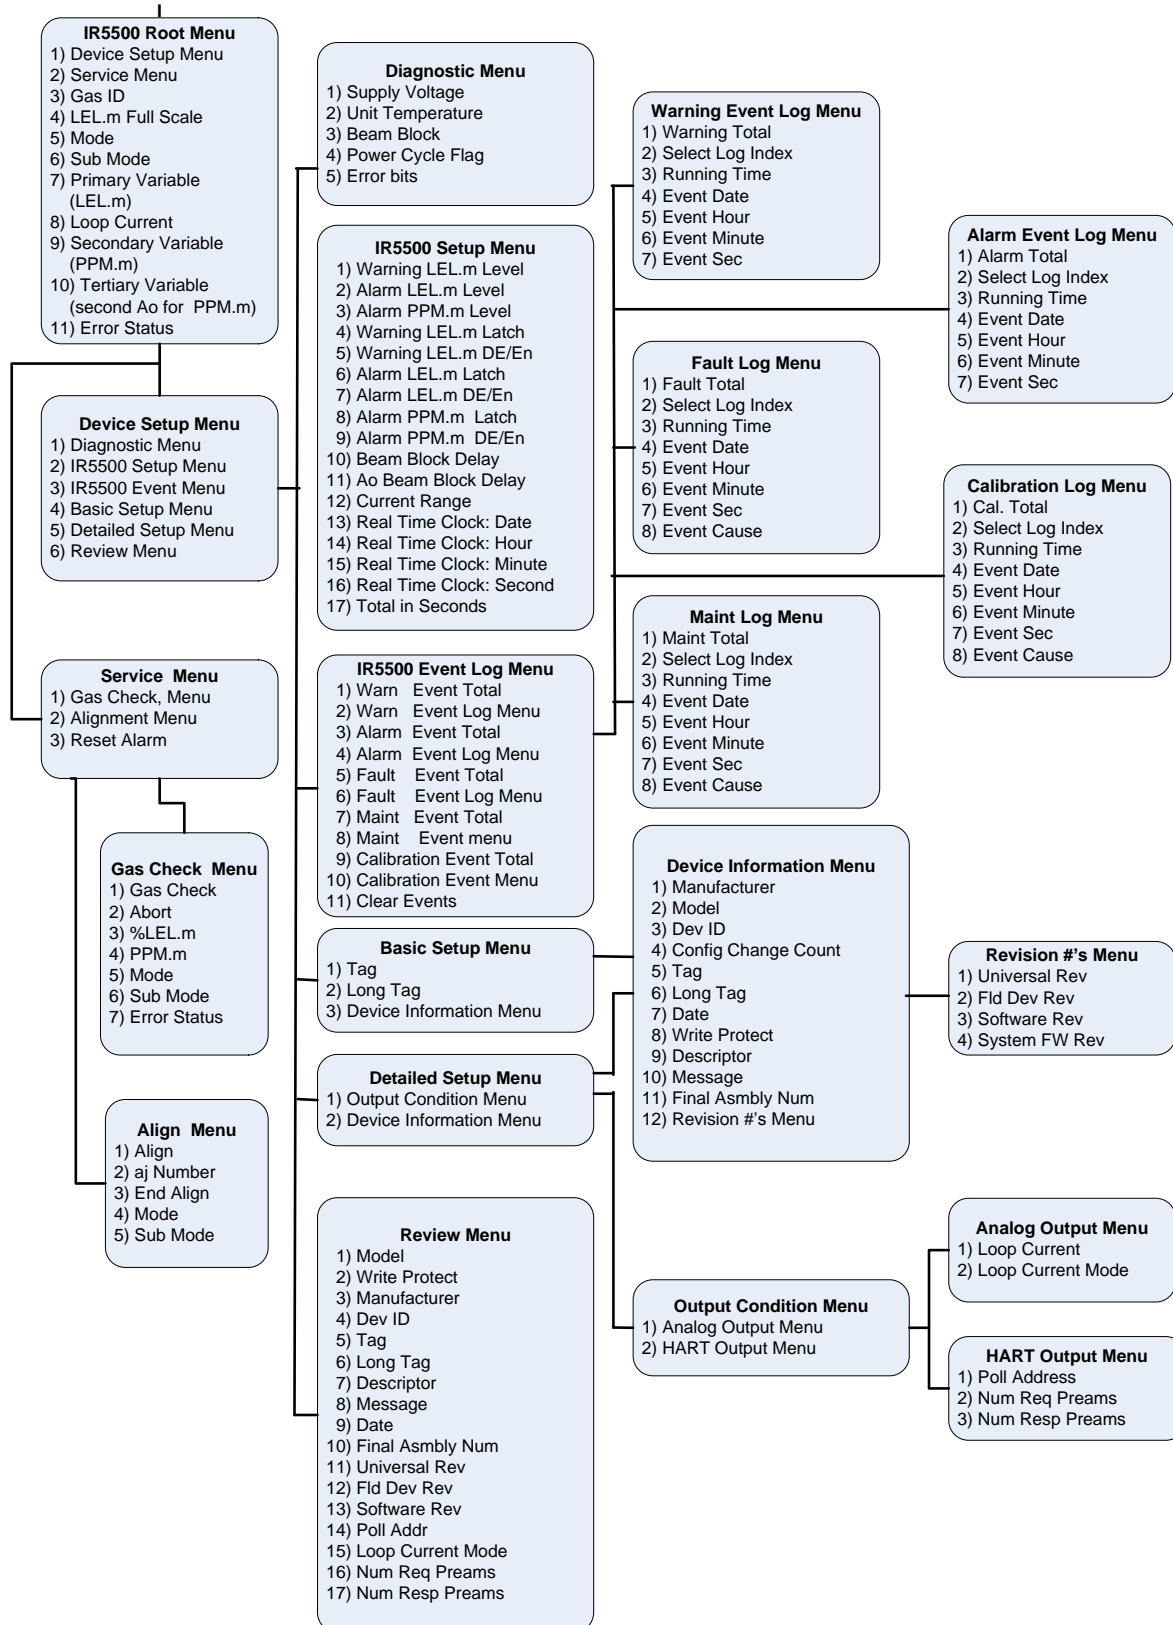 IR5500 Root Menu
1) Device Setup Menu
2) Service Menu
3) Gas ID
4) LEL.m Full Scale
5) Mode
6) Sub Mode
7) Primary Variable
(LEL.m)
8) Loop Current
9) Secondary Variable
(PPM.m)
10) Tertiary Variable
(second Ao for PPM.m)
11) Error Status
Device Setup Menu
1) Diagnostic Menu
2) IR5500 Setup Menu
3) IR5500 Event Menu
4) Basic Setup Menu
5) Detailed Setup Menu
6) Review Menu
Service Menu
1) Gas Check, Menu
2) Alignment Menu
3) Reset Alarm
Gas Check Menu
1) Gas Check
2) Abort
3) %LEL.m
4) PPM.m
5) Mode
6) Sub Mode
7) Error Status
Align Menu
1) Align
2) aj Number
3) End Align
4) Mode
5) Sub Mode
Diagnostic Menu
1) Supply Voltage
2) Unit Temperature
3) Beam Block
4) Power Cycle Flag
5) Error bits
IR5500 Setup Menu
1) Warning LEL.m Level
2) Alarm LEL.m Level
3) Alarm PPM.m Level
4) Warning LEL.m Latch
5) Warning LEL.m DE/En
6) Alarm LEL.m Latch
7) Alarm LEL.m DE/En
8) Alarm PPM.m Latch
9) Alarm PPM.m DE/En
10) Beam Block Delay
11) Ao Beam Block Delay
12) Current Range
13) Real Time Clock: Date
14) Real Time Clock: Hour
15) Real Time Clock: Minute
16) Real Time Clock: Second
17) Total in Seconds
IR5500 Event Log Menu
1) Warn Event Total
2) Warn Event Log Menu
3) Alarm Event Total
4) Alarm Event Log Menu
5) Fault Event Total
6) Fault Event Log Menu
7) Maint Event Total
8) Maint Event menu
9) Calibration Event Total
10) Calibration Event Menu
11) Clear Events
Basic Setup Menu
1) Tag
2) Long Tag
3) Device Information Menu
Detailed Setup Menu
1) Output Condition Menu
2) Device Information Menu
Review Menu
1) Model
2) Write Protect
3) Manufacturer
4) Dev ID
5) Tag
6) Long Tag
7) Descriptor
8) Message
9) Date
10) Final Asmbly Num
11) Universal Rev
12) Fld Dev Rev
13) Software Rev
14) Poll Addr
15) Loop Current Mode
16) Num Req Preams
17) Num Resp Preams
Warning Event Log Menu
1) Warning Total
2) Select Log Index
3) Running Time
4) Event Date
5) Event Hour
6) Event Minute
7) Event Sec
Fault Log Menu
1) Fault Total
2) Select Log Index
3) Running Time
4) Event Date
5) Event Hour
6) Event Minute
7) Event Sec
8) Event Cause
Maint Log Menu
1) Maint Total
2) Select Log Index
3) Running Time
4) Event Date
5) Event Hour
6) Event Minute
7) Event Sec
8) Event Cause
Device Information Menu
1) Manufacturer
2) Model
3) Dev ID
4) Config Change Count
5) Tag
6) Long Tag
7) Date
8) Write Protect
9) Descriptor
10) Message
11) Final Asmbly Num
12) Revision #'s Menu
Output Condition Menu
1) Analog Output Menu
2) HART Output Menu
Alarm Event Log Menu
1) Alarm Total
2) Select Log Index
3) Running Time
4) Event Date
5) Event Hour
6) Event Minute
7) Event Sec
Calibration Log Menu
1) Cal. Total
2) Select Log Index
3) Running Time
4) Event Date
5) Event Hour
6) Event Minute
7) Event Sec
8) Event Cause
Revision #'s Menu
1) Universal Rev
2) Fld Dev Rev
3) Software Rev
4) System FW Rev
Analog Output Menu
1) Loop Current
2) Loop Current Mode
HART Output Menu
1) Poll Address
2) Num Req Preams
3) Num Resp Preams